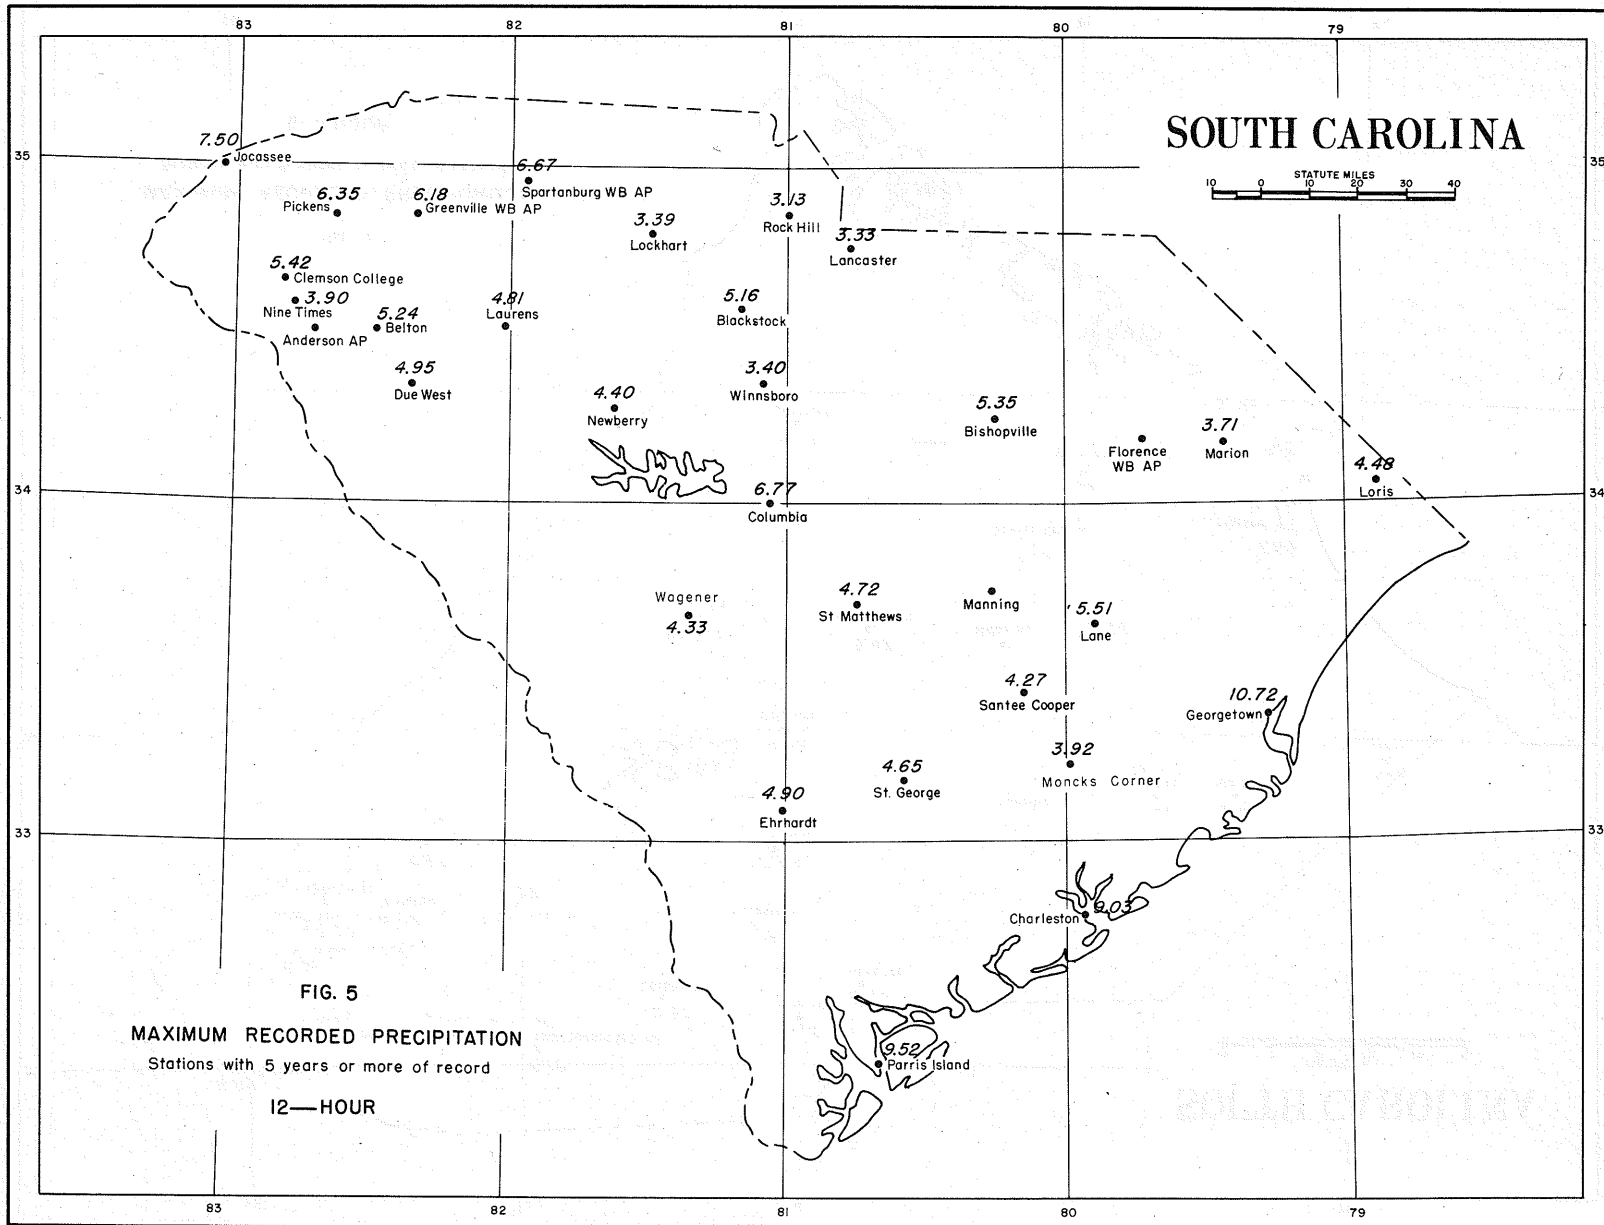 83 82 81 80 79
SOUTH CAROLINA
STATUTE MILES
10 0 10 20 30 40
35 35
7.50
Jocassee
6.67
Spartanburg WB AP
6.35
Pickens
6.18
Greenville WB AP
3.13
Rock Hill
3.39
Lockhart
3.33
Lancaster
5.42
Clemson College
3.90
Nine Times
Anderson AP
5.24
Belton
4.81
Laurens
5.16
Blackstock
4.95
Due West
3.40
Winnsboro
4.40
Newberry
5.35
Bishopville
Florence
WB AP
3.71
Marion
4.48
Loris
34 34
6.77
Columbia
Wagener
4.33
4.72
St Matthews
Manning
5.51
Lane
4.27
Santee Cooper
10.72
Georgetown
3.92
Moncks Corner
4.65
St. George
4.90
Ehrhardt
33 33
Charleston
9.03
9.52
Parris Island
FIG. 5
MAXIMUM RECORDED PRECIPITATION
Stations with 5 years or more of record
12—HOUR
83 82 81 80 79